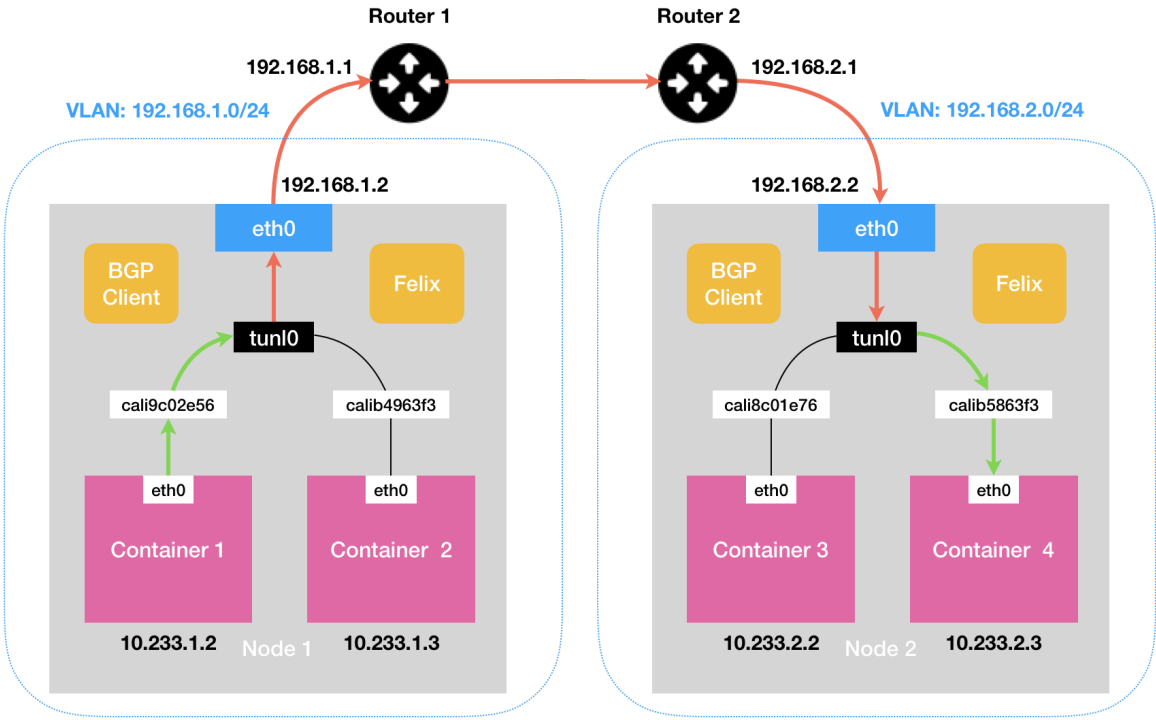 Router 1
Router 2
192.168.1.1
192.168.2.1
VLAN: 192.168.1.0/24
VLAN: 192.168.2.0/24
192.168.1.2
192.168.2.2
eth0
eth0
BGP
Client
Felix
BGP
Client
Felix
tunl0
tunl0
cali9c02e56
calib4963f3
cali8c01e76
calib5863f3
eth0
eth0
eth0
eth0
Container 1
Container 2
Container 3
Container 4
10.233.1.2
Node 1
10.233.1.3
10.233.2.2
Node 2
10.233.2.3